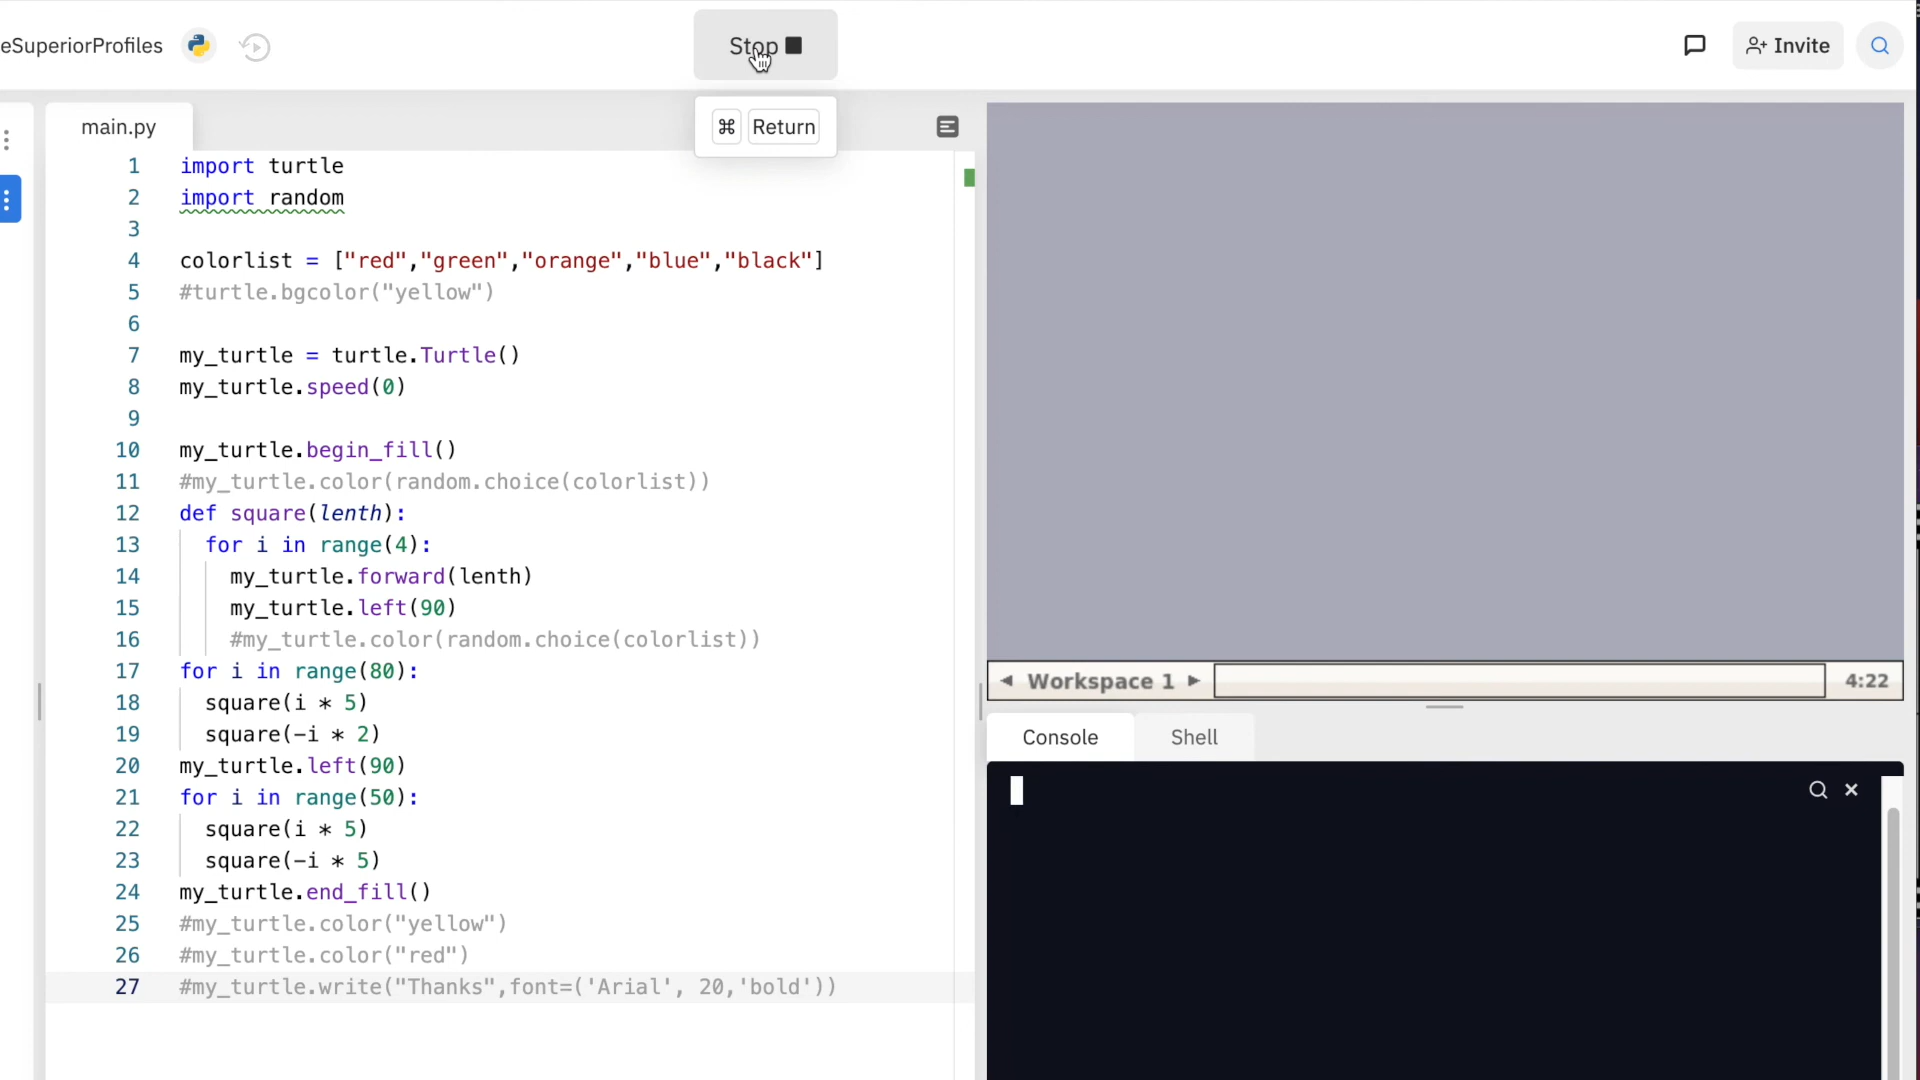 eSuperiorProfiles
Stop
Invite
⌘ Return
main.py
1 import turtle
2 import random
3
4 colorlist = ["red","green","orange","blue","black"]
5 #turtle.bgcolor("yellow")
6
7 my_turtle = turtle.Turtle()
8 my_turtle.speed(0)
9
10 my_turtle.begin_fill()
11 #my_turtle.color(random.choice(colorlist))
12 def square(lenth):
13 for i in range(4):
14 my_turtle.forward(lenth)
15 my_turtle.left(90)
16 #my_turtle.color(random.choice(colorlist))
17 for i in range(80):
18 square(i * 5)
19 square(-i * 2)
20 my_turtle.left(90)
21 for i in range(50):
22 square(i * 5)
23 square(-i * 5)
24 my_turtle.end_fill()
25 #my_turtle.color("yellow")
26 #my_turtle.color("red")
27 #my_turtle.write("Thanks",font=('Arial', 20,'bold'))
Workspace 1
4:22
Console
Shell